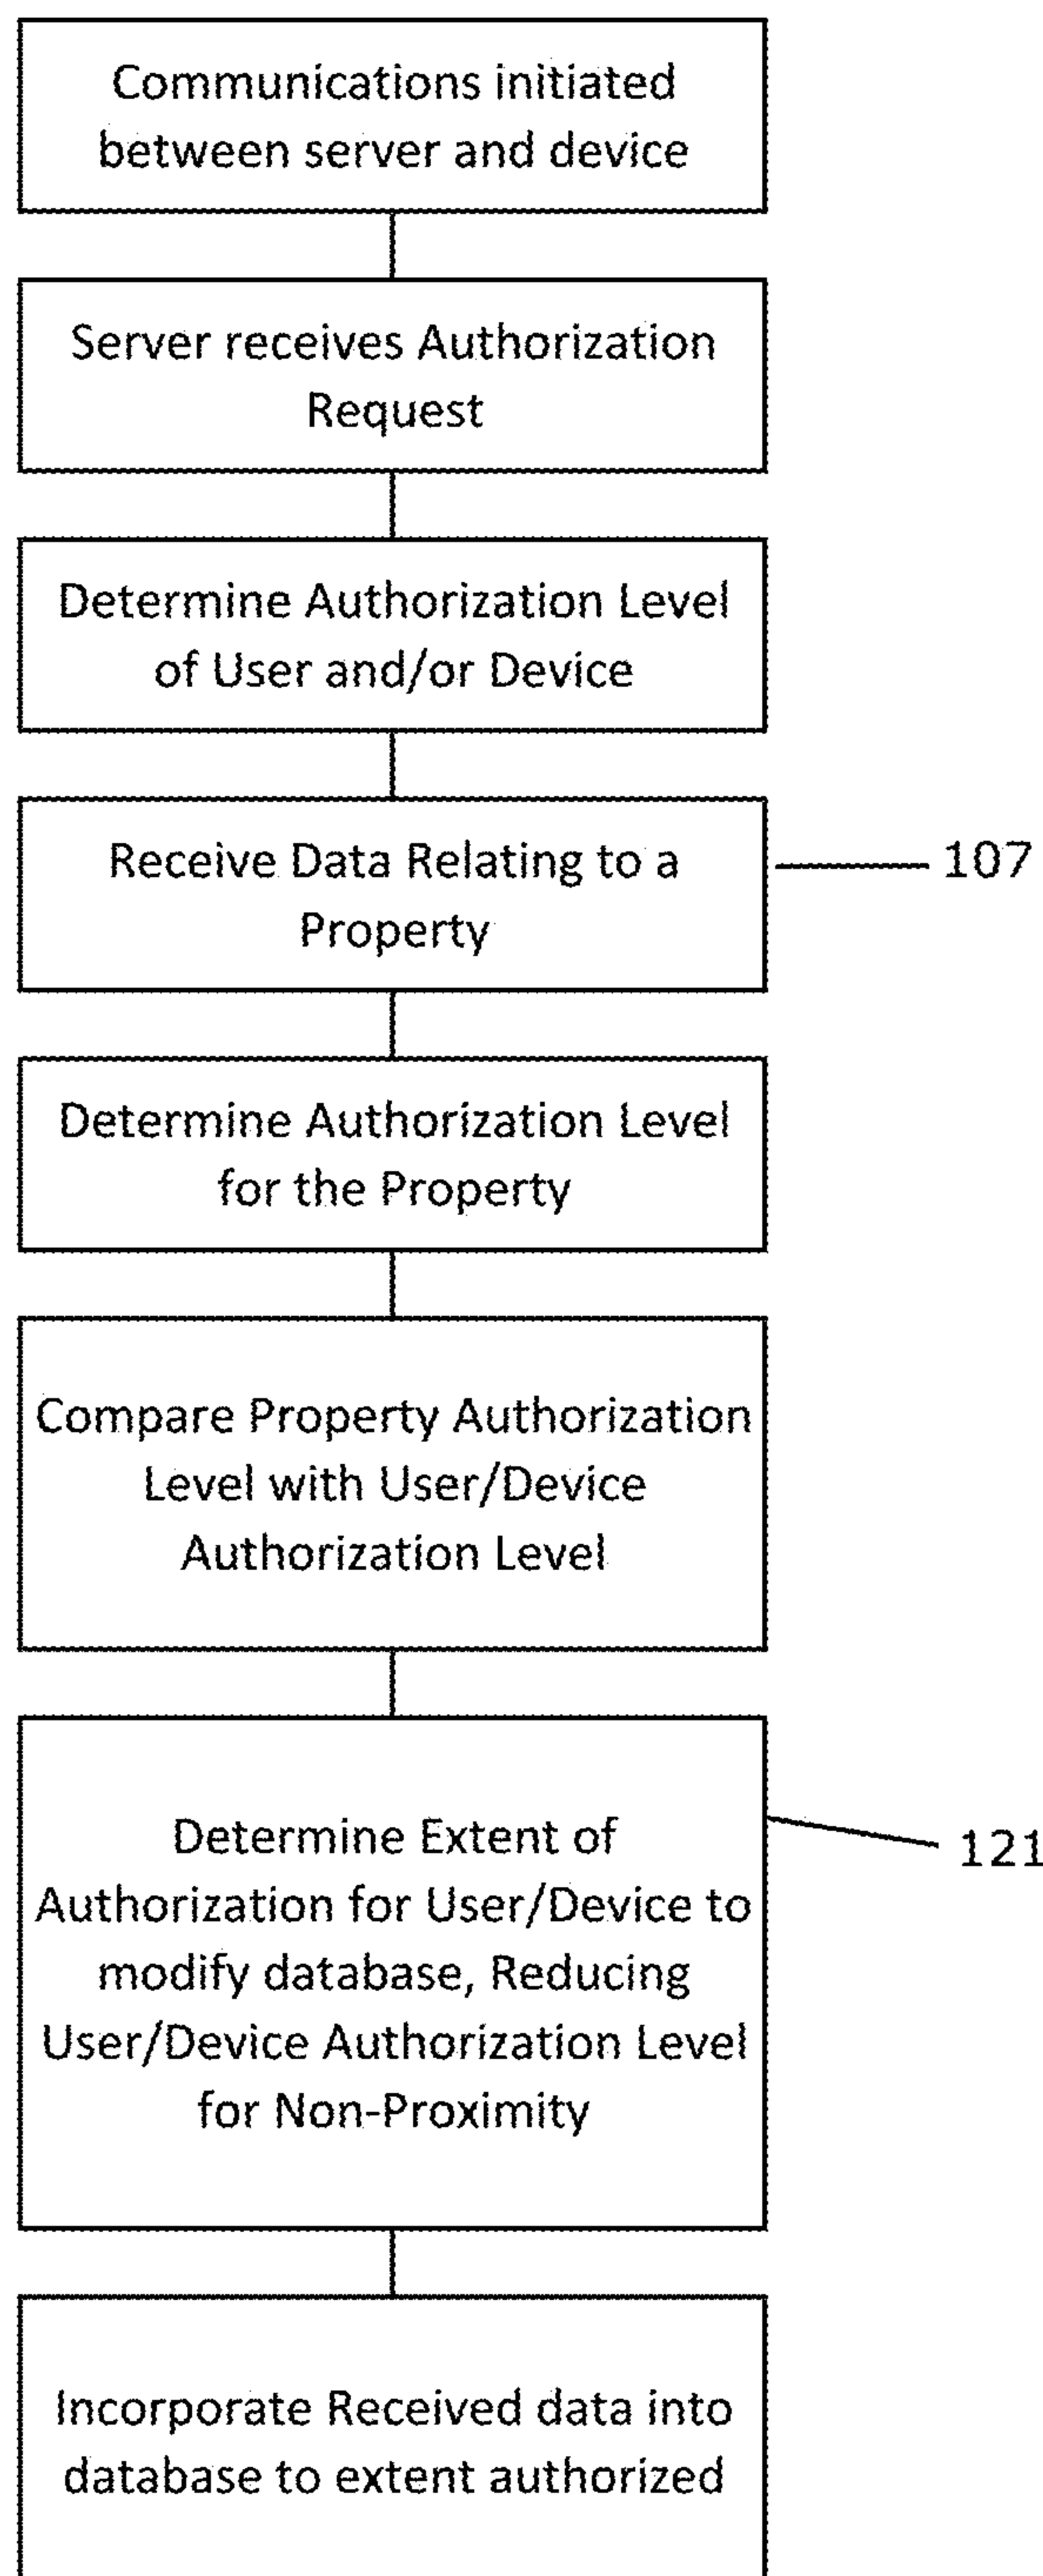 Communications initiated
between server and device
Server receives Authorization
Request
Determine Authorization Level
of User and/or Device
Receive Data Relating to a
Property
107
Determine Authorization Level
for the Property
Compare Property Authorization
Level with User/Device
Authorization Level
Determine Extent of
Authorization for User/Device to
modify database, Reducing
User/Device Authorization Level
for Non-Proximity
121
Incorporate Received data into
database to extent authorized